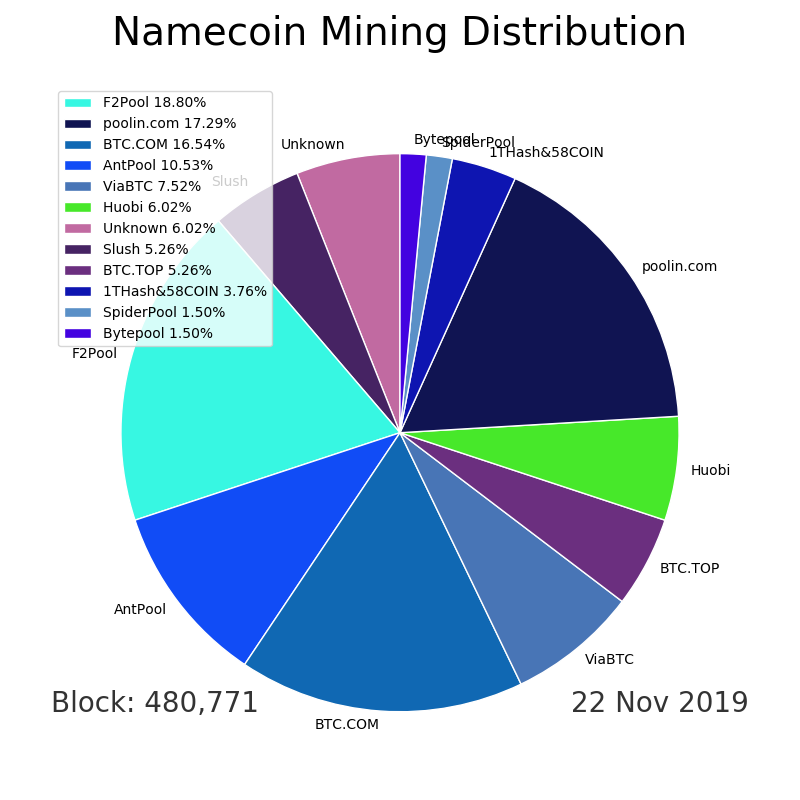 Namecoin Mining Distribution
F2Pool 18.80%
poolin.com 17.29%
BTC.COM 16.54%
AntPool 10.53%
ViaBTC 7.52%
Huobi 6.02%
Unknown 6.02%
Slush 5.26%
BTC.TOP 5.26%
1THash&58COIN 3.76%
SpiderPool 1.50%
Bytepool 1.50%
Bytepool
SpiderPool
1THash&58COIN
Unknown
Slush
poolin.com
F2Pool
Huobi
BTC.TOP
AntPool
ViaBTC
BTC.COM
Block: 480,771
22 Nov 2019